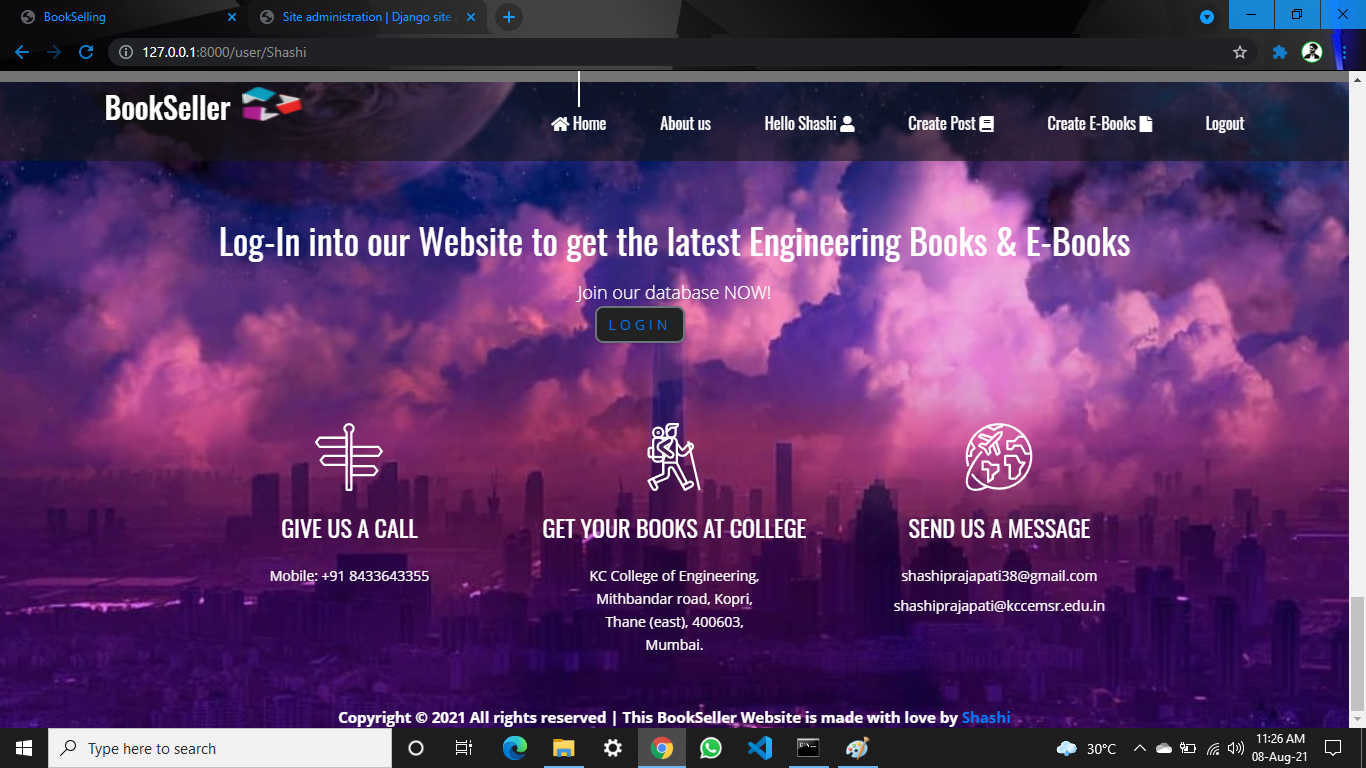 BookSelling
Site administration | Django site
127.0.0.1:8000/user/Shashi
BookSeller
Home
About us
Hello Shashi
Create Post
Create E-Books
Logout
Log-In into our Website to get the latest Engineering Books & E-Books
Join our database NOW!
LOGIN
GIVE US A CALL
Mobile: +91 8433643355
GET YOUR BOOKS AT COLLEGE
KC College of Engineering,
Mithbandar road, Kopri,
Thane (east), 400603,
Mumbai.
SEND US A MESSAGE
shashiprajapati38@gmail.com
shashiprajapati@kccemsr.edu.in
Copyright © 2021 All rights reserved | This BookSeller Website is made with love by Shashi
Type here to search
30°C
11:26 AM
08-Aug-21